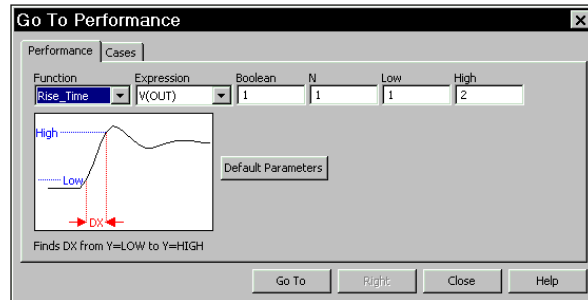 Go To Performance
Performance Cases
Function Expression Boolean N Low High
Rise_Time V(OUT) 1 1 1 2
High
Low
DX
Default Parameters
Finds DX from Y=LOW to Y=HIGH
Go To Right Close Help